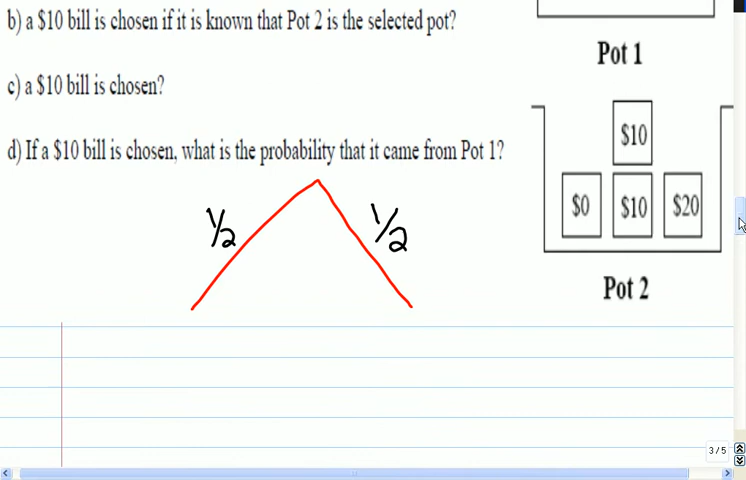 b) a $10 bill is chosen if it is known that Pot 2 is the selected pot?
Pot 1
c) a $10 bill is chosen?
$10
d) If a $10 bill is chosen, what is the probability that it came from Pot 1?
$0 $10 $20
1/2 1/2
Pot 2
3 / 5